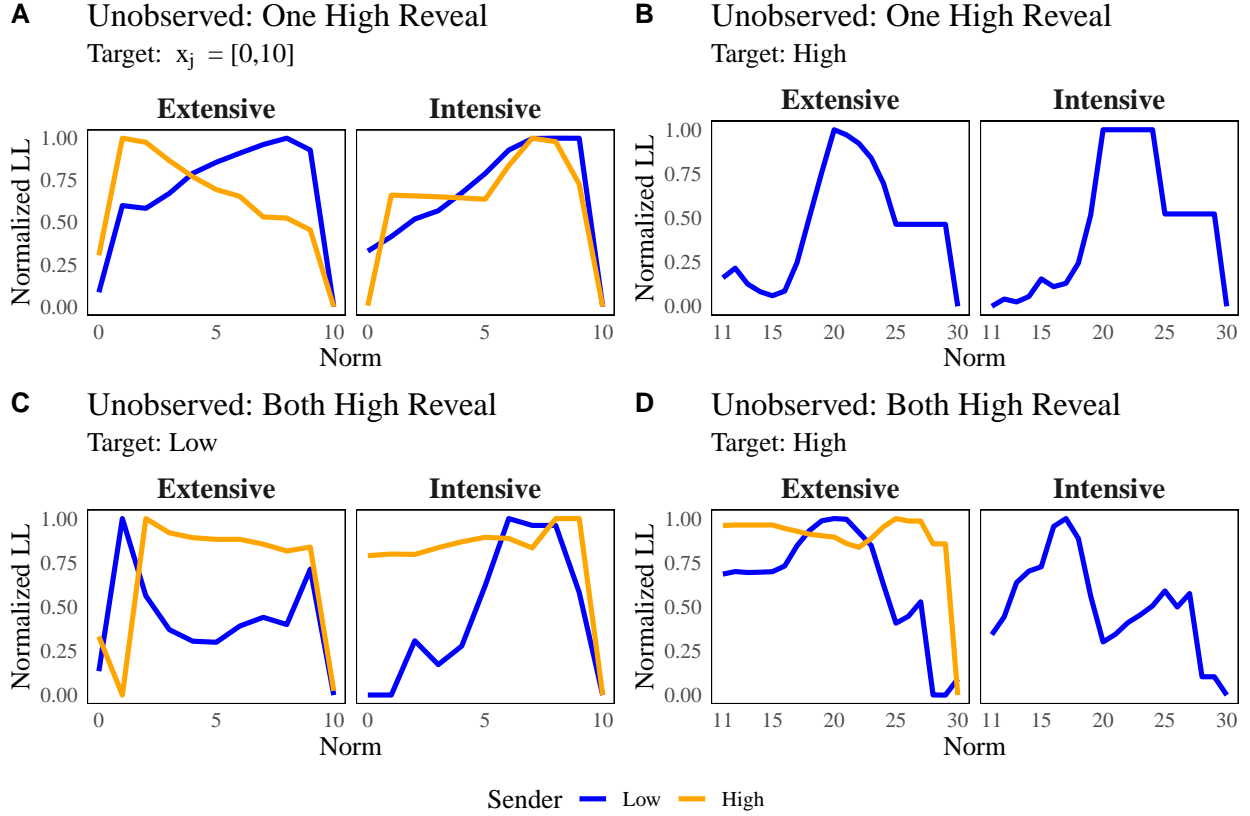 A Unobserved: One High Reveal
Target: xj = [0,10]
Extensive Intensive
Normalized LL
1.00
0.75
0.50
0.25
0.00
0 5 10 0 5 10
Norm
B Unobserved: One High Reveal
Target: High
Extensive Intensive
Normalized LL
1.00
0.75
0.50
0.25
0.00
11 15 20 25 30 11 15 20 25 30
Norm
C Unobserved: Both High Reveal
Target: Low
Extensive Intensive
Normalized LL
1.00
0.75
0.50
0.25
0.00
0 5 10 0 5 10
Norm
D Unobserved: Both High Reveal
Target: High
Extensive Intensive
Normalized LL
1.00
0.75
0.50
0.25
0.00
11 15 20 25 30 11 15 20 25 30
Norm
Sender Low High